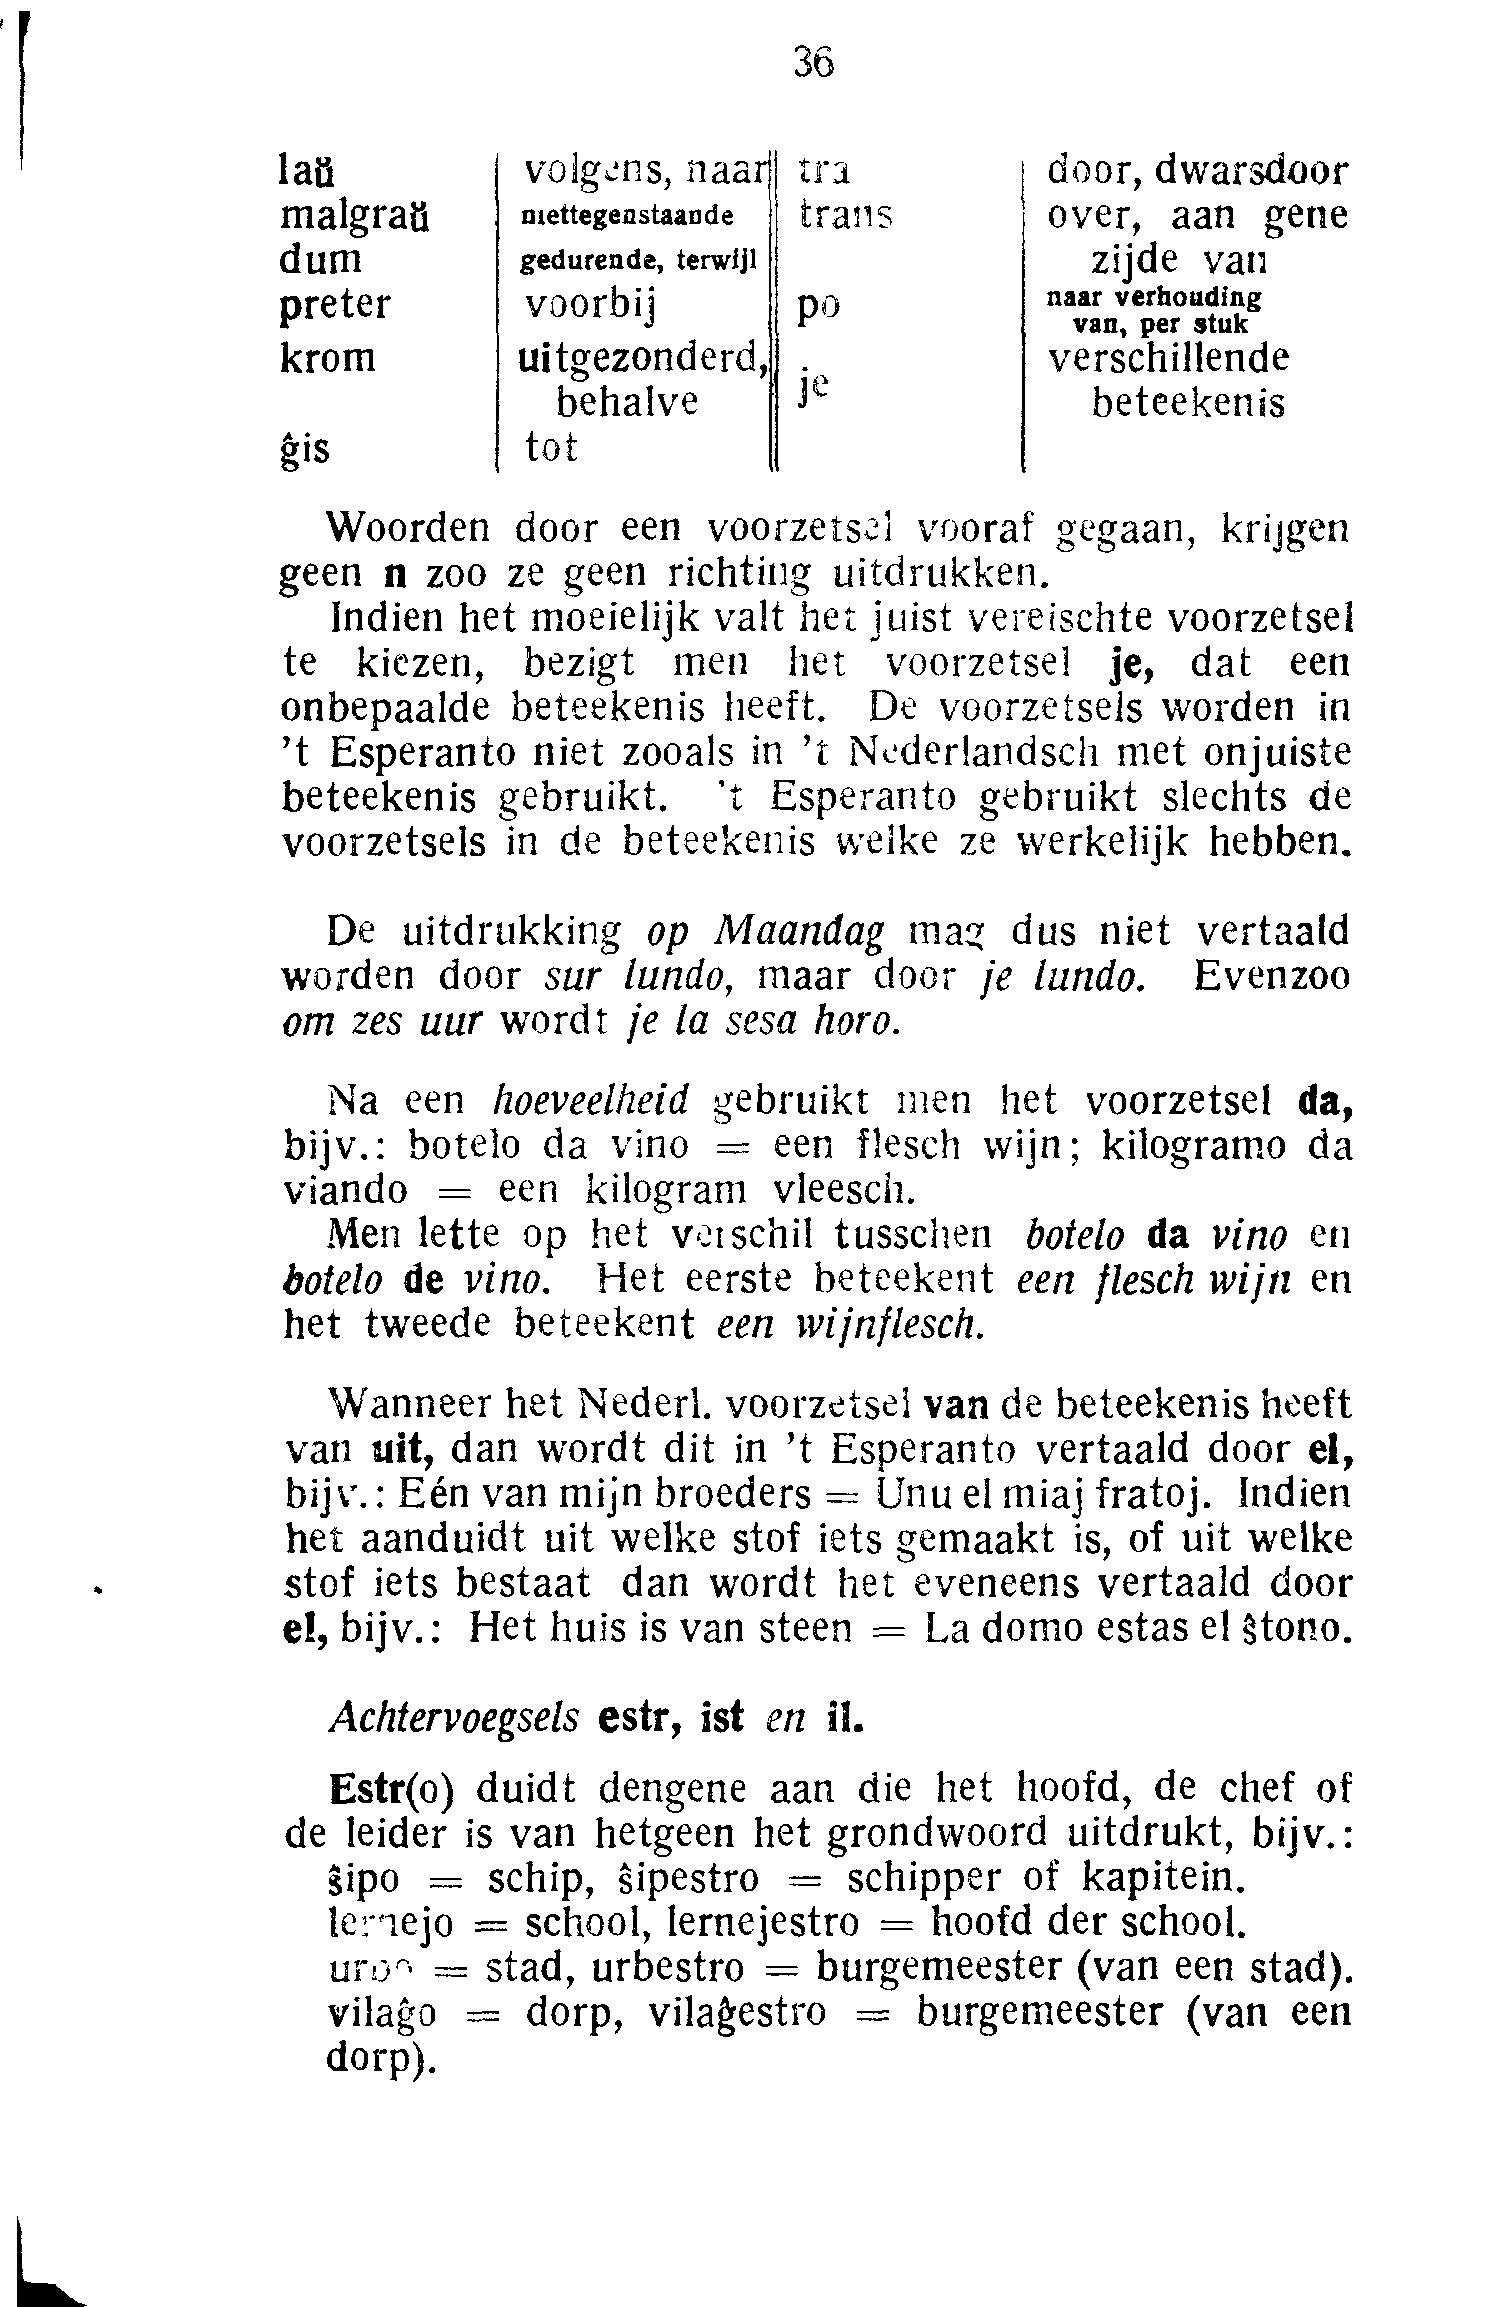 36
laŭ volgens, naar tra door, dwarsdoor
malgraŭ niettegenstaande trans over, aan gene
dum gedurende, terwijl zijde van
preter voorbij po naar verhouding
van, per stuk
krom uitgezonderd, je verschillende
behalve beteekenis
ĝis tot
Woorden door een voorzetsel vooraf gegaan, krijgen
geen n zoo ze geen richting uitdrukken.
Indien het moeielijk valt het juist vereischte voorzetsel
te kiezen, bezigt men het voorzetsel je, dat een
onbepaalde beteekenis heeft. De voorzetsels worden in
't Esperanto niet zooals in 't Nederlandsch met onjuiste
beteekenis gebruikt. 't Esperanto gebruikt slechts de
voorzetsels in de beteekenis welke ze werkelijk hebben.
De uitdrukking op Maandag mag dus niet vertaald
worden door sur lundo, maar door je lundo. Evenzoo
om zes uur wordt je la sesa horo.
Na een hoeveelheid gebruikt men het voorzetsel da,
bijv.: botelo da vino = een flesch wijn; kilogramo da
viando = een kilogram vleesch.
Men lette op het verschil tusschen botelo da vino en
botelo de vino. Het eerste beteekent een flesch wijn en
het tweede beteekent een wijnflesch.
Wanneer het Nederl. voorzetsel van de beteekenis heeft
van uit, dan wordt dit in 't Esperanto vertaald door el,
bijv.: Eén van mijn broeders = Unu el miaj fratoj. Indien
het aanduidt uit welke stof iets gemaakt is, of uit welke
stof iets bestaat dan wordt het eveneens vertaald door
el, bijv.: Het huis is van steen = La domo estas el ŝtono.
Achtervoegsels estr, ist en il.
Estr(o) duidt dengene aan die het hoofd, de chef of
de leider is van hetgeen het grondwoord uitdrukt, bijv.:
ŝipo = schip, ŝipestro = schipper of kapitein.
lernejo = school, lernejestro = hoofd der school.
urbo = stad, urbestro = burgemeester (van een stad).
vilaĝo = dorp, vilaĝestro = burgemeester (van een
dorp).